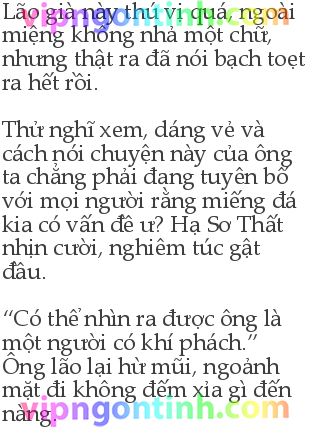 Lão già này thú vị quá, ngoài
miệng không nhả một chữ,
nhưng thật ra đã nói bạch toẹt
ra hết rồi.
Thử nghĩ xem, dáng vẻ và
cách nói chuyện này của ông
ta chẳng phải đang tuyên bố
với mọi người rằng miếng đá
kia có vấn đề ư? Hạ Sơ Thất
nhịn cười, nghiêm túc gật
đầu.
“Có thể nhìn ra được ông là
một người có khí phách.”
Ông lão lại hừ mũi, ngoảnh
mặt đi không đếm xỉa gì đến
nàng.
vipngontinh.com
vipngontinh.com
vipngontinh.com